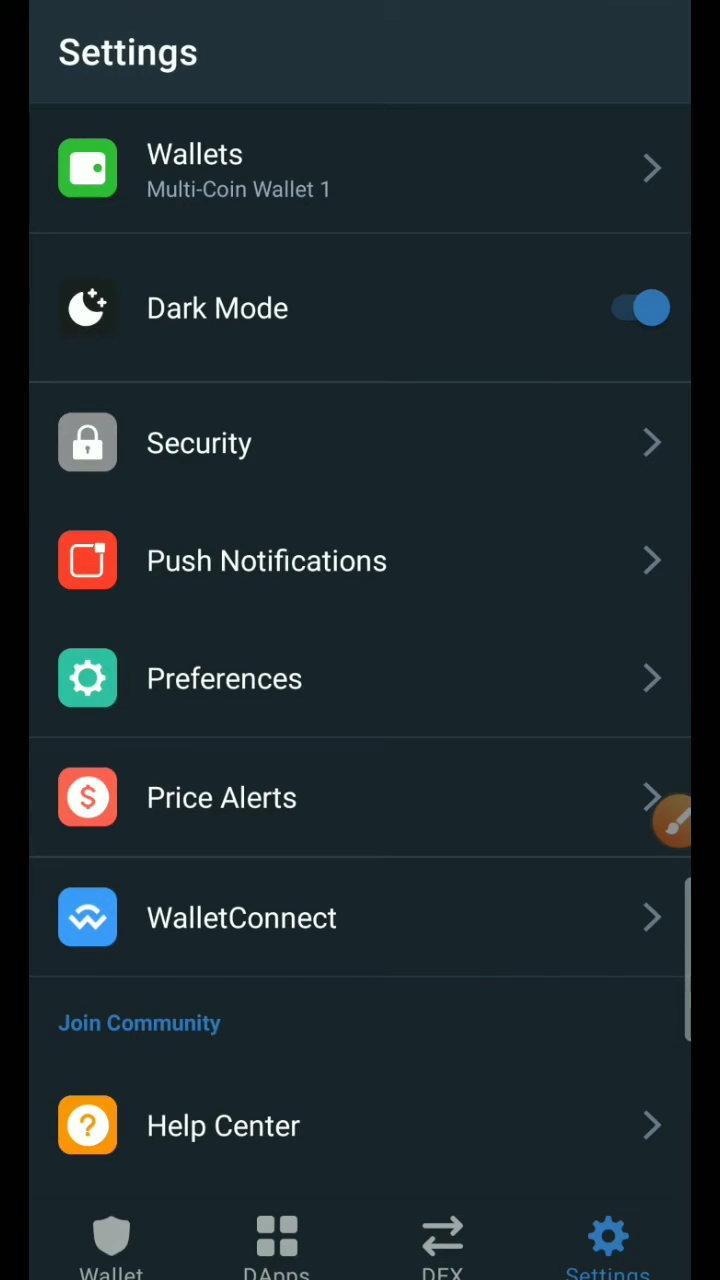 Settings
Wallets
Multi-Coin Wallet 1
Dark Mode
Security
Push Notifications
Preferences
$
Price Alerts
WalletConnect
Join Community
?
Help Center
Wallet
DApps
DEX
Settings